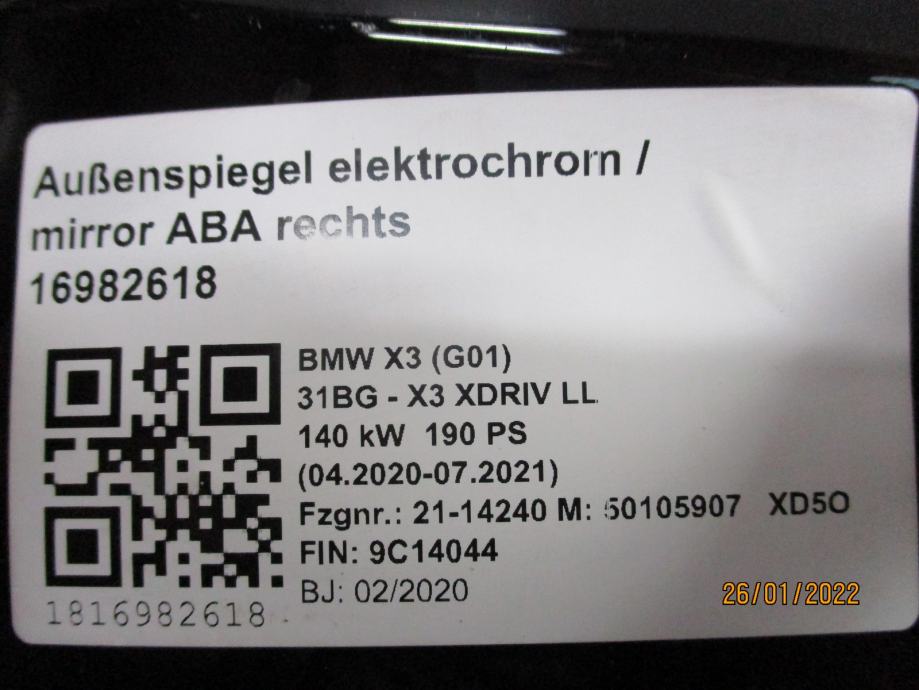 Außenspiegel elektrochrom /
mirror ABA rechts
16982618
BMW X3 (G01)
31BG - X3 XDRIV LL
140 kW 190 PS
(04.2020-07.2021)
Fzgnr.: 21-14240 M: 60105907 XD5O
FIN: 9C14044
BJ: 02/2020
1816982618
26/01/2022